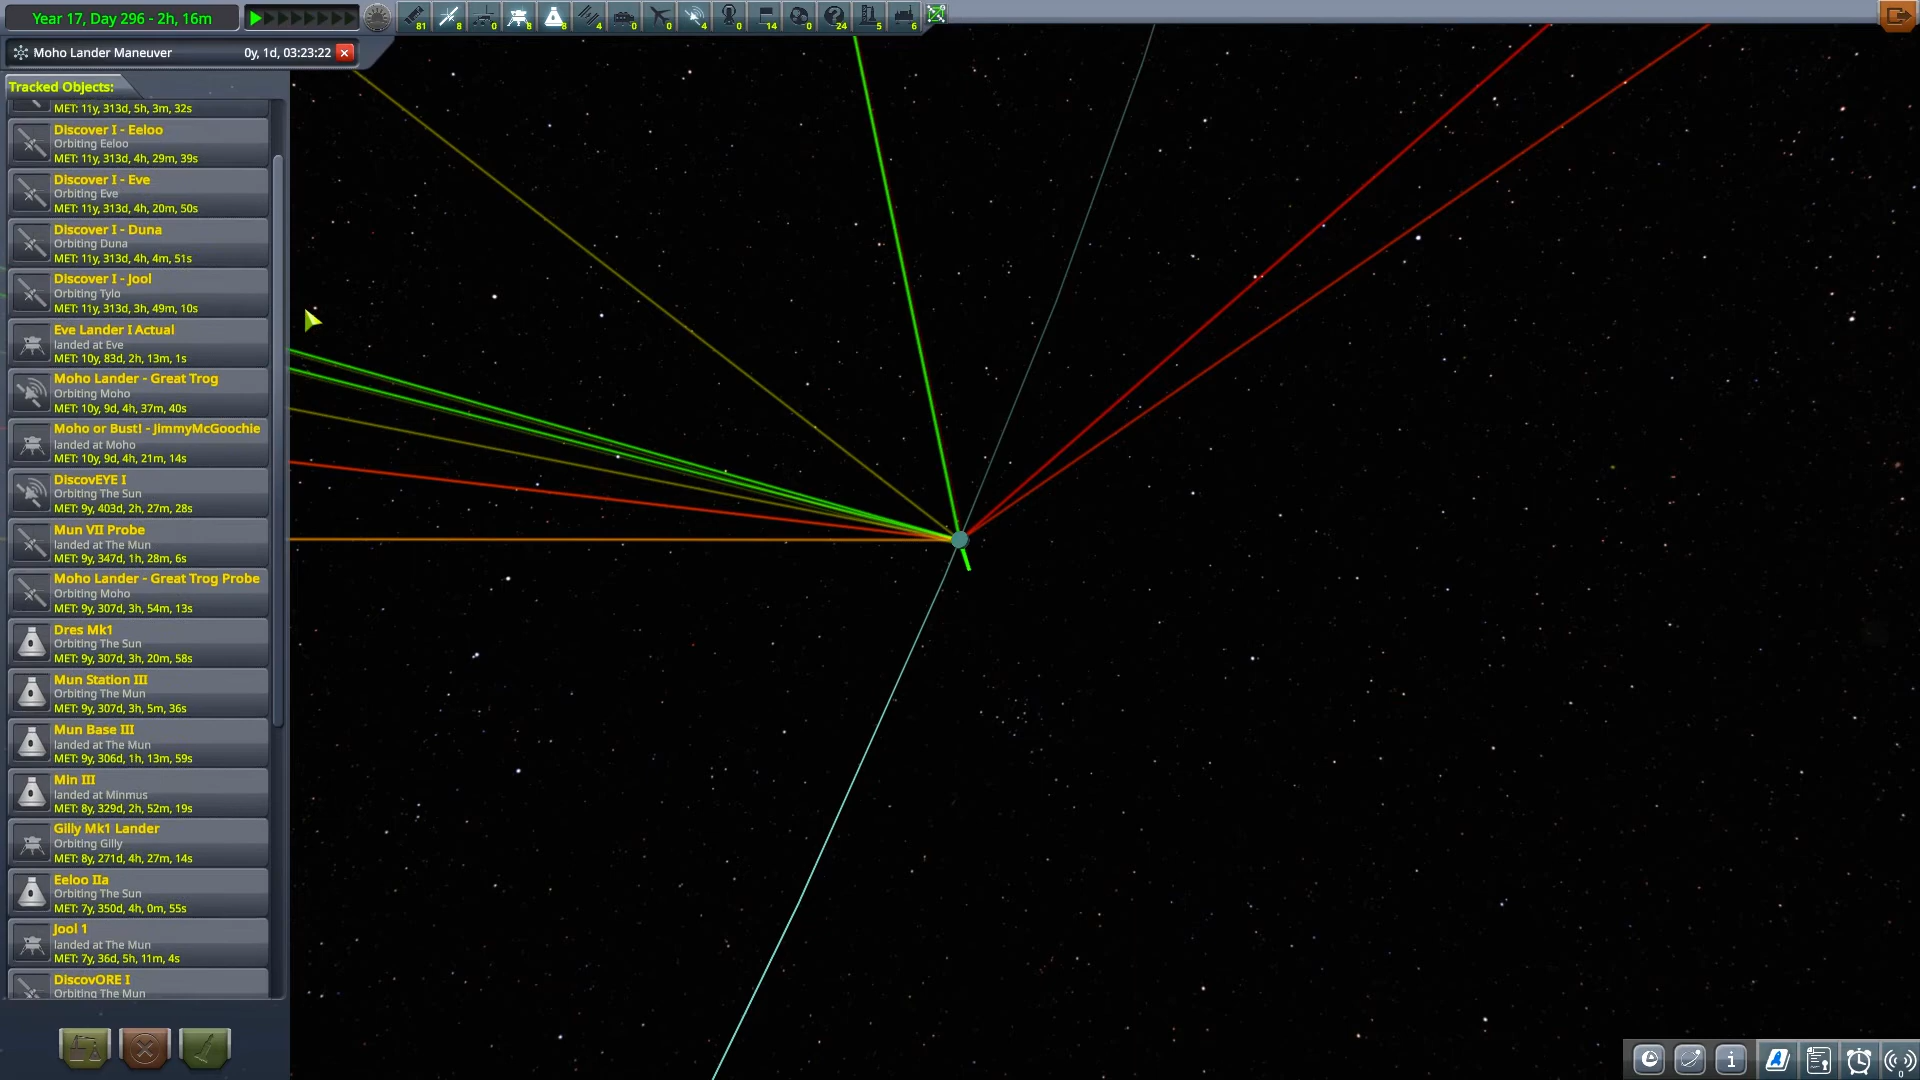 Year 17, Day 296 - 2h, 16m
81
8
0
8
8
4
0
0
4
0
14
0
24
5
6
Moho Lander Maneuver 0y, 1d, 03:23:22
Tracked Objects:
MET: 11y, 313d, 5h, 3m, 32s
Discover I - Eeloo
Orbiting Eeloo
MET: 11y, 313d, 4h, 29m, 39s
Discover I - Eve
Orbiting Eve
MET: 11y, 313d, 4h, 20m, 50s
Discover I - Duna
Orbiting Duna
MET: 11y, 313d, 4h, 4m, 51s
Discover I - Jool
Orbiting Tylo
MET: 11y, 313d, 3h, 49m, 10s
Eve Lander I Actual
landed at Eve
MET: 10y, 83d, 2h, 13m, 1s
Moho Lander - Great Trog
Orbiting Moho
MET: 10y, 9d, 4h, 37m, 40s
Moho or Bust! - JimmyMcGoochie
landed at Moho
MET: 10y, 9d, 4h, 21m, 14s
DiscovEYE I
Orbiting The Sun
MET: 9y, 403d, 2h, 27m, 28s
Mun VII Probe
landed at The Mun
MET: 9y, 347d, 1h, 28m, 6s
Moho Lander - Great Trog Probe
Orbiting Moho
MET: 9y, 307d, 3h, 54m, 13s
Dres Mk1
Orbiting The Sun
MET: 9y, 307d, 3h, 20m, 58s
Mun Station III
Orbiting The Mun
MET: 9y, 307d, 3h, 5m, 36s
Mun Base III
landed at The Mun
MET: 9y, 306d, 1h, 13m, 59s
Min III
landed at Minmus
MET: 8y, 329d, 2h, 52m, 19s
Gilly Mk1 Lander
Orbiting Gilly
MET: 8y, 271d, 4h, 27m, 14s
Eeloo IIa
Orbiting The Sun
MET: 7y, 350d, 4h, 0m, 55s
Jool 1
landed at The Mun
MET: 7y, 36d, 5h, 11m, 4s
DiscovORE I
Orbiting The Mun
0